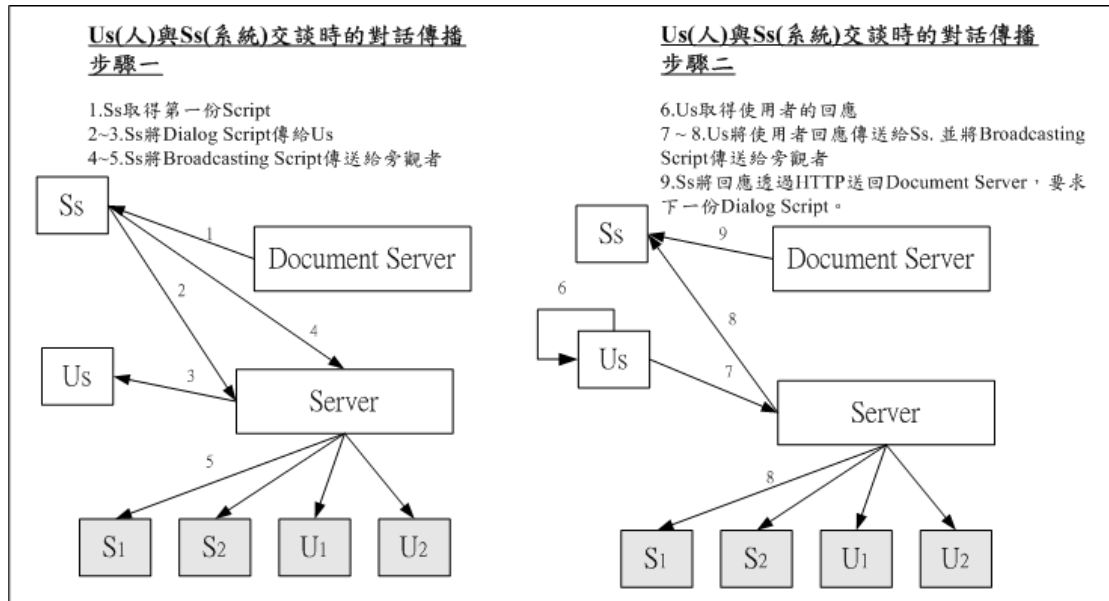 Us(人)與Ss(系統)交談時的對話傳播
步驟一
1.Ss取得第一份Script
2~3.Ss將Dialog Script傳給Us
4~5.Ss將Broadcasting Script傳送給旁觀者
Ss
1
Document Server
2
4
Us
3
Server
5
S1
S2
U1
U2
Us(人)與Ss(系統)交談時的對話傳播
步驟二
6.Us取得使用者的回應
7~8.Us將使用者回應傳送給Ss. 並將Broadcasting
Script傳送給旁觀者
9.Ss將回應透過HTTP送回Document Server，要求
下一份Dialog Script。
Ss
9
Document Server
6
8
Us
7
Server
8
S1
S2
U1
U2